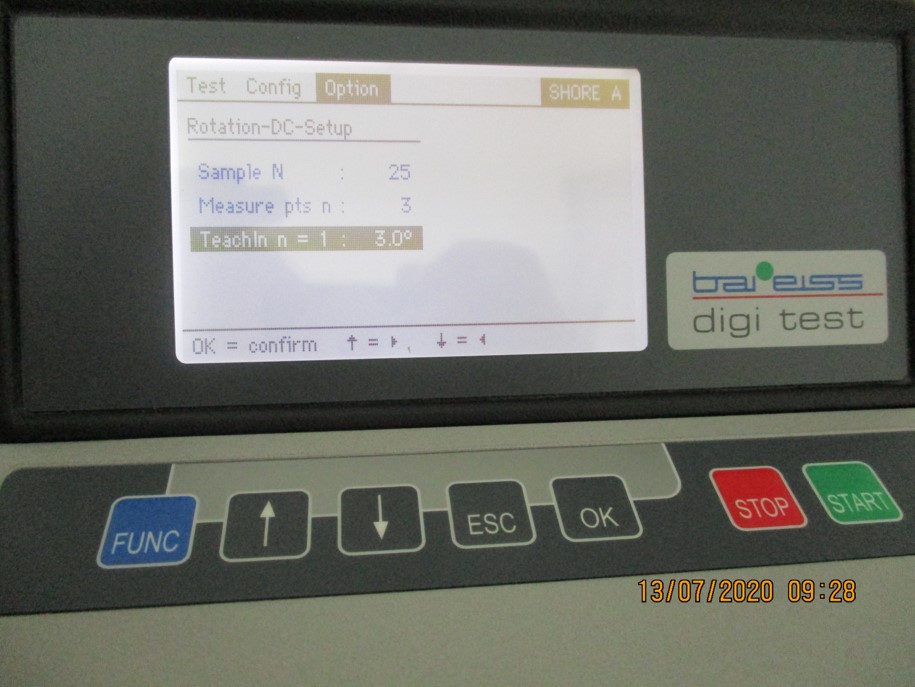 Test Config Option SHORE A
Rotation-DC-Setup
Sample N : 25
Measure pts n : 3
TeachIn n = 1 : 3.0°
OK = confirm ↑ = ▶, ↓ = ◀
bareiss
digi test
FUNC ↑ ↓ ESC OK STOP START
13/07/2020 09:28